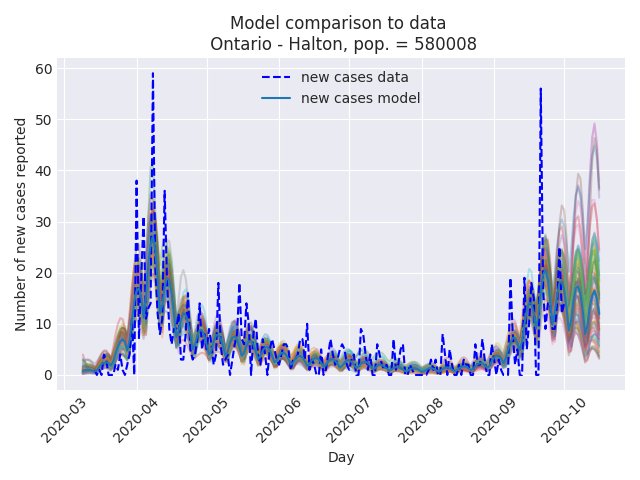 Model comparison to data
Ontario - Halton, pop. = 580008
new cases data
new cases model
Number of new cases reported
60
50
40
30
20
10
0
2020-03
2020-04
2020-05
2020-06
2020-07
2020-08
2020-09
2020-10
Day